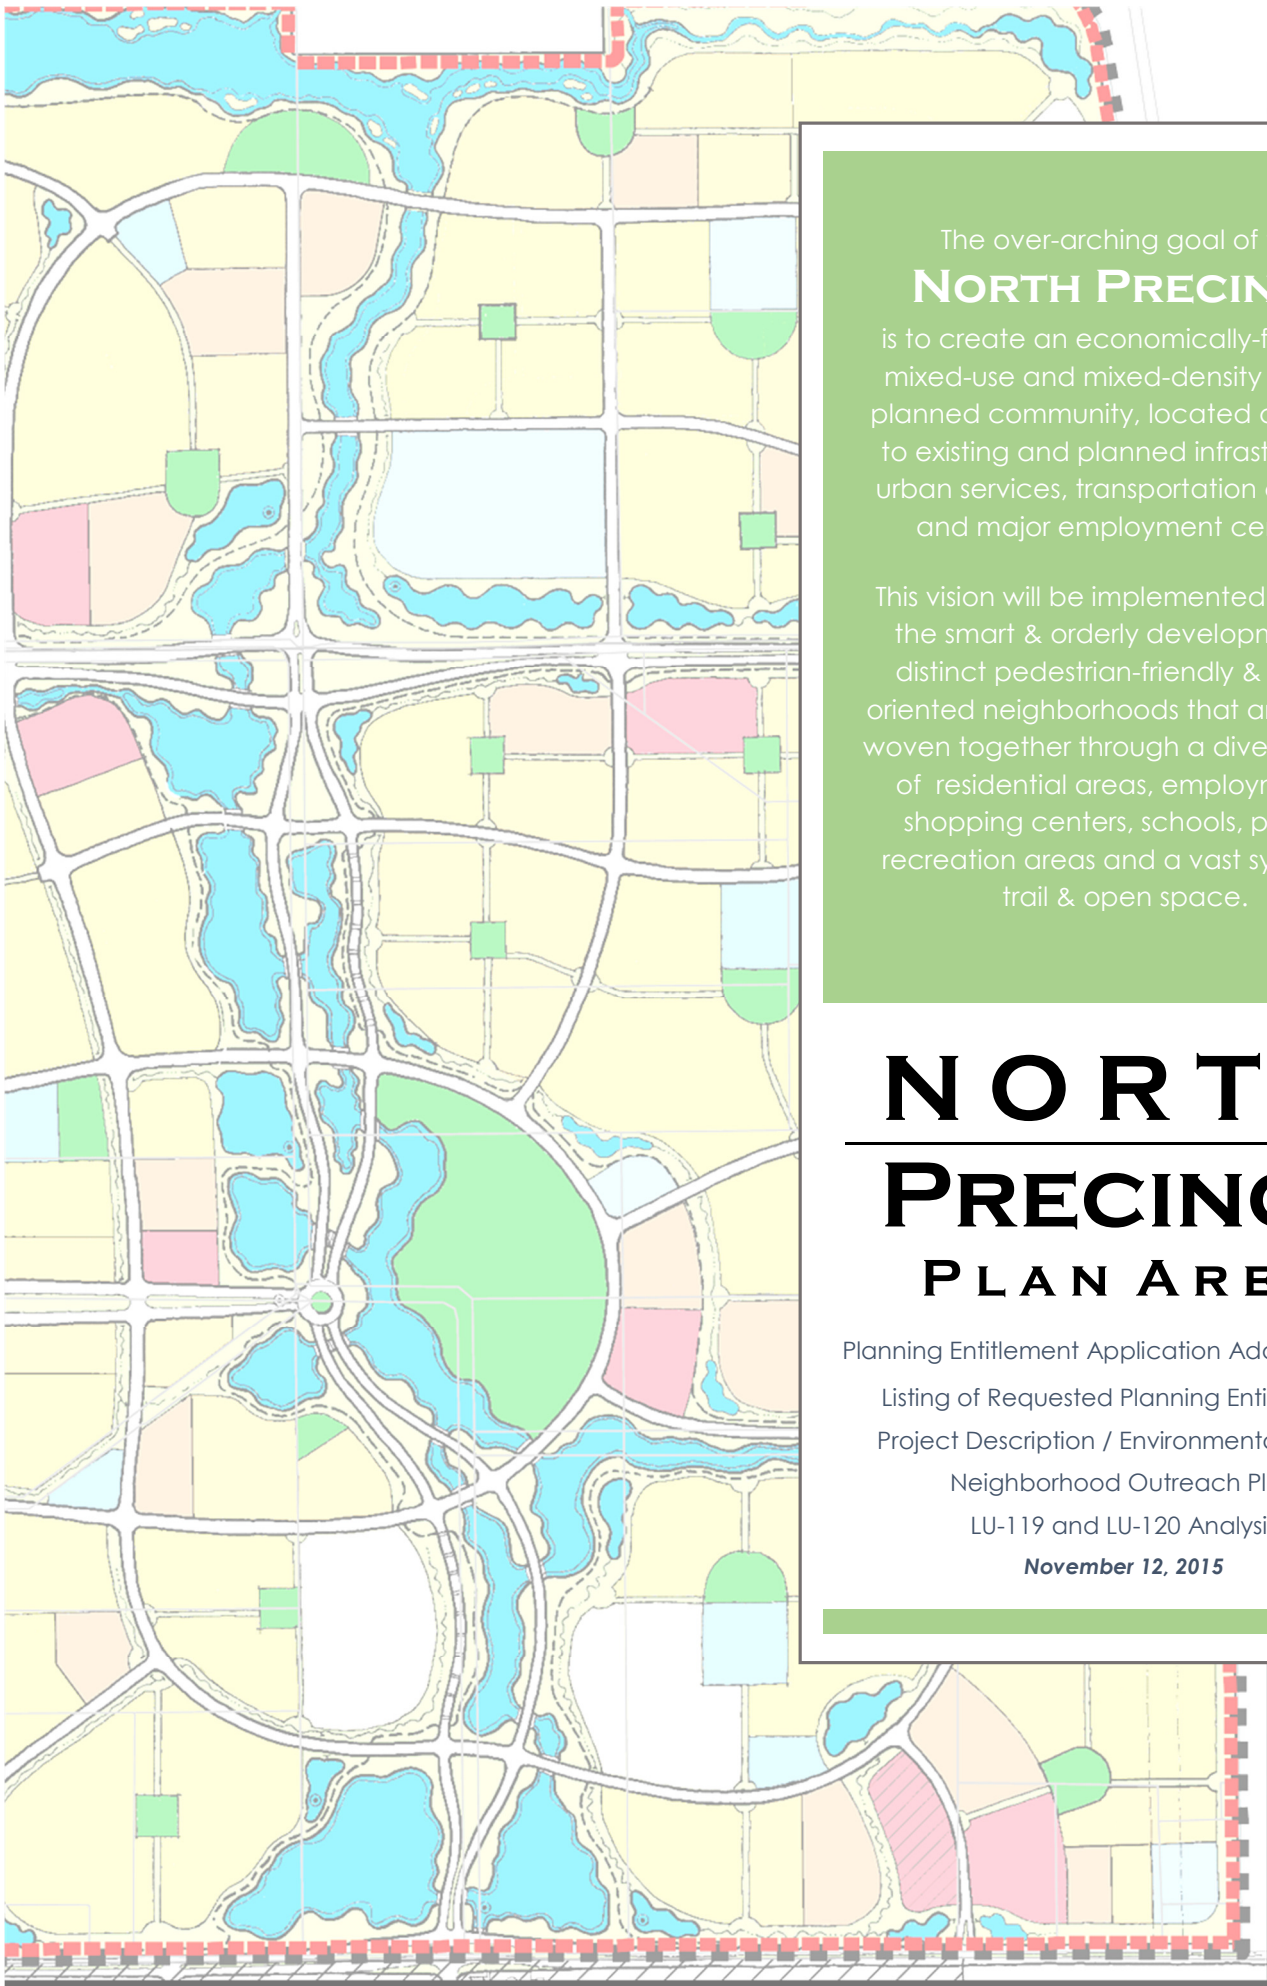 The over-arching goal of
NORTH PRECIN
is to create an economically-f
mixed-use and mixed-density
planned community, located
to existing and planned infrast
urban services, transportation
and major employment ce
This vision will be implemented
the smart & orderly developm
distinct pedestrian-friendly &
oriented neighborhoods that ar
woven together through a dive
of residential areas, employm
shopping centers, schools, p
recreation areas and a vast sy
trail & open space.
NORT
PRECINC
PLAN ARE
Planning Entitlement Application Add
Listing of Requested Planning Enti
Project Description / Environmenta
Neighborhood Outreach Pl
LU-119 and LU-120 Analysi
November 12, 2015